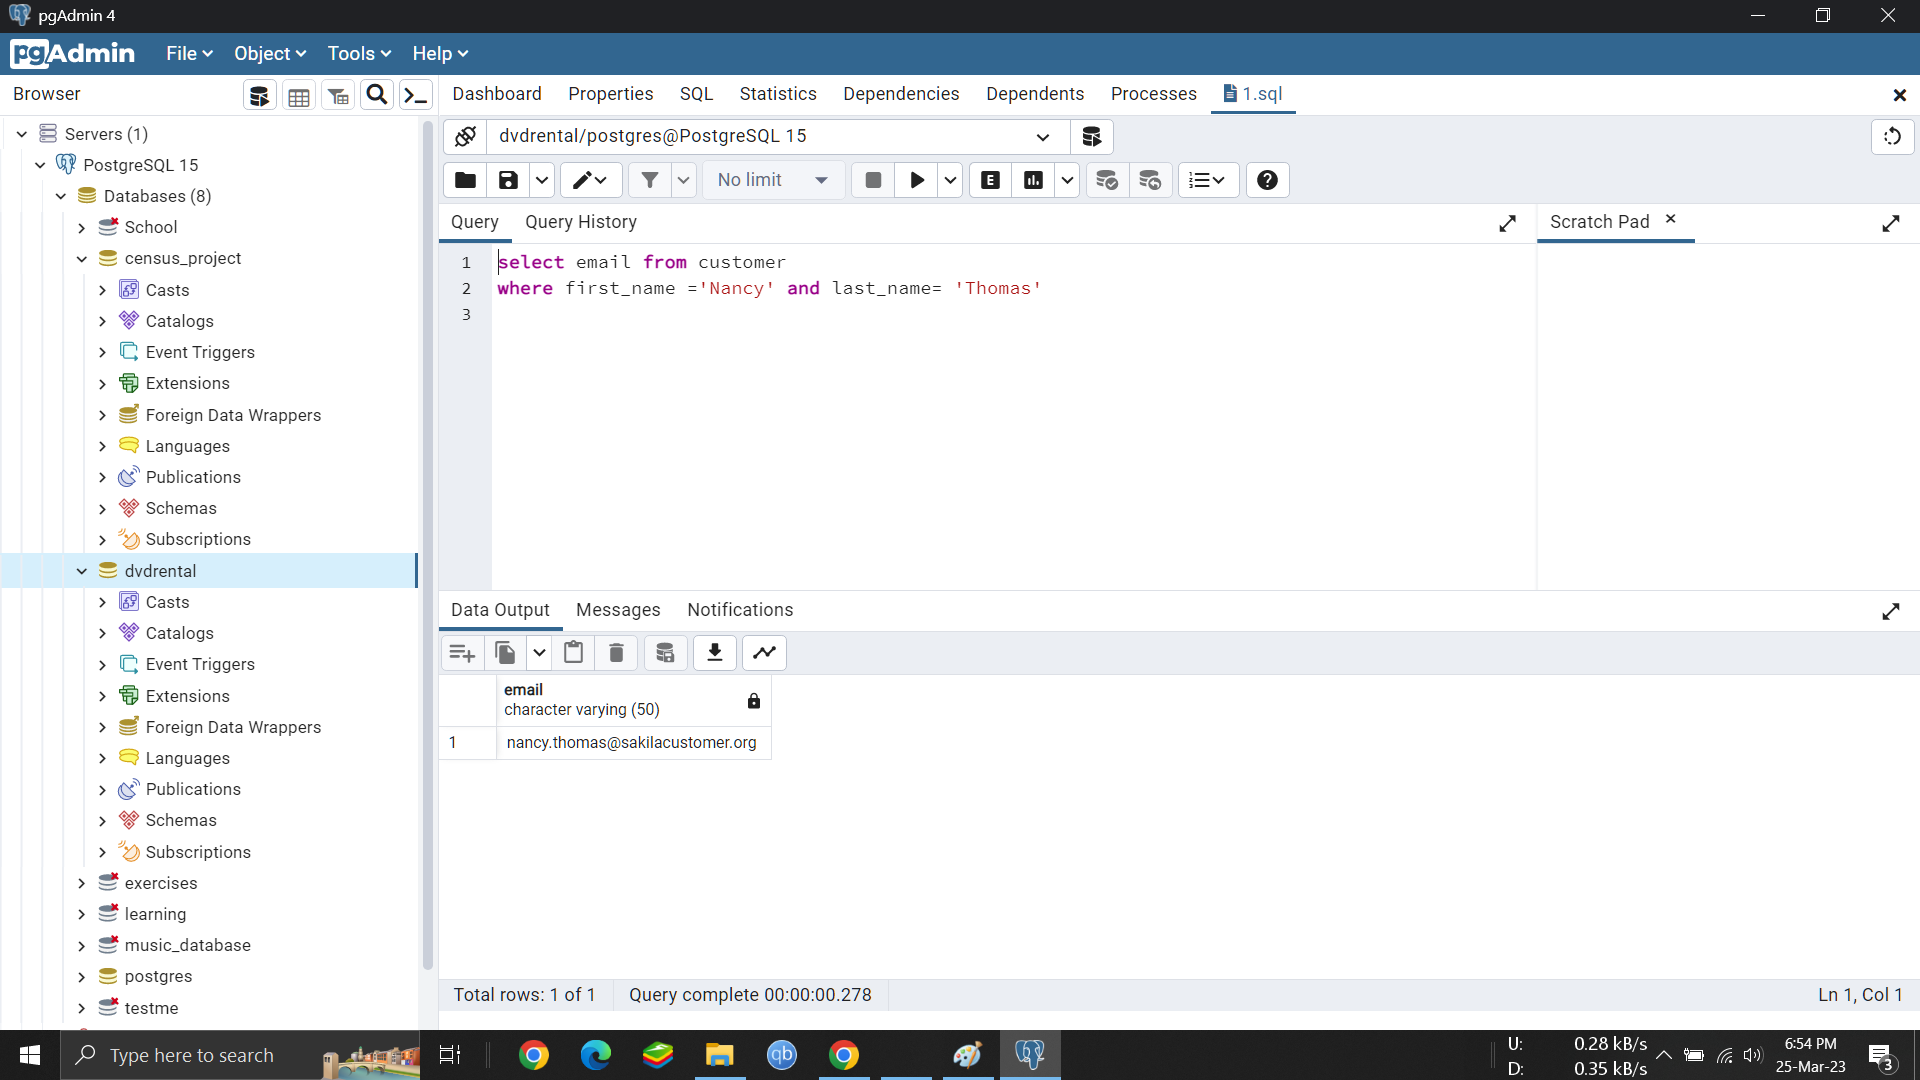 pgAdmin 4
pgAdmin File Object Tools Help
Browser
Dashboard Properties SQL Statistics Dependencies Dependents Processes 1.sql
Servers (1)
PostgreSQL 15
Databases (8)
School
census_project
Casts
Catalogs
Event Triggers
Extensions
Foreign Data Wrappers
Languages
Publications
Schemas
Subscriptions
dvdrental
Casts
Catalogs
Event Triggers
Extensions
Foreign Data Wrappers
Languages
Publications
Schemas
Subscriptions
exercises
learning
music_database
postgres
testme
dvdrental/postgres@PostgreSQL 15
No limit
E
Query Query History
Scratch Pad
1 select email from customer
2 where first_name ='Nancy' and last_name= 'Thomas'
3
Data Output Messages Notifications
email
character varying (50)
1 nancy.thomas@sakilacustomer.org
Total rows: 1 of 1 Query complete 00:00:00.278 Ln 1, Col 1
Type here to search
qb
U: 0.28 kB/s
D: 0.35 kB/s
6:54 PM
25-Mar-23
3